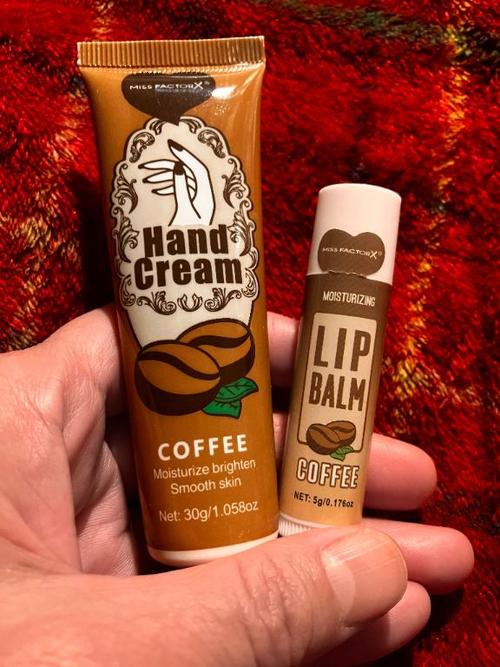 MISS FACTORX®
Hand
Cream
COFFEE
Moisturize brighten
Smooth skin
Net: 30g/1.058oz
MISS FACTORX®
MOISTURIZING
LIP
BALM
COFFEE
NET: 5g/0.176oz